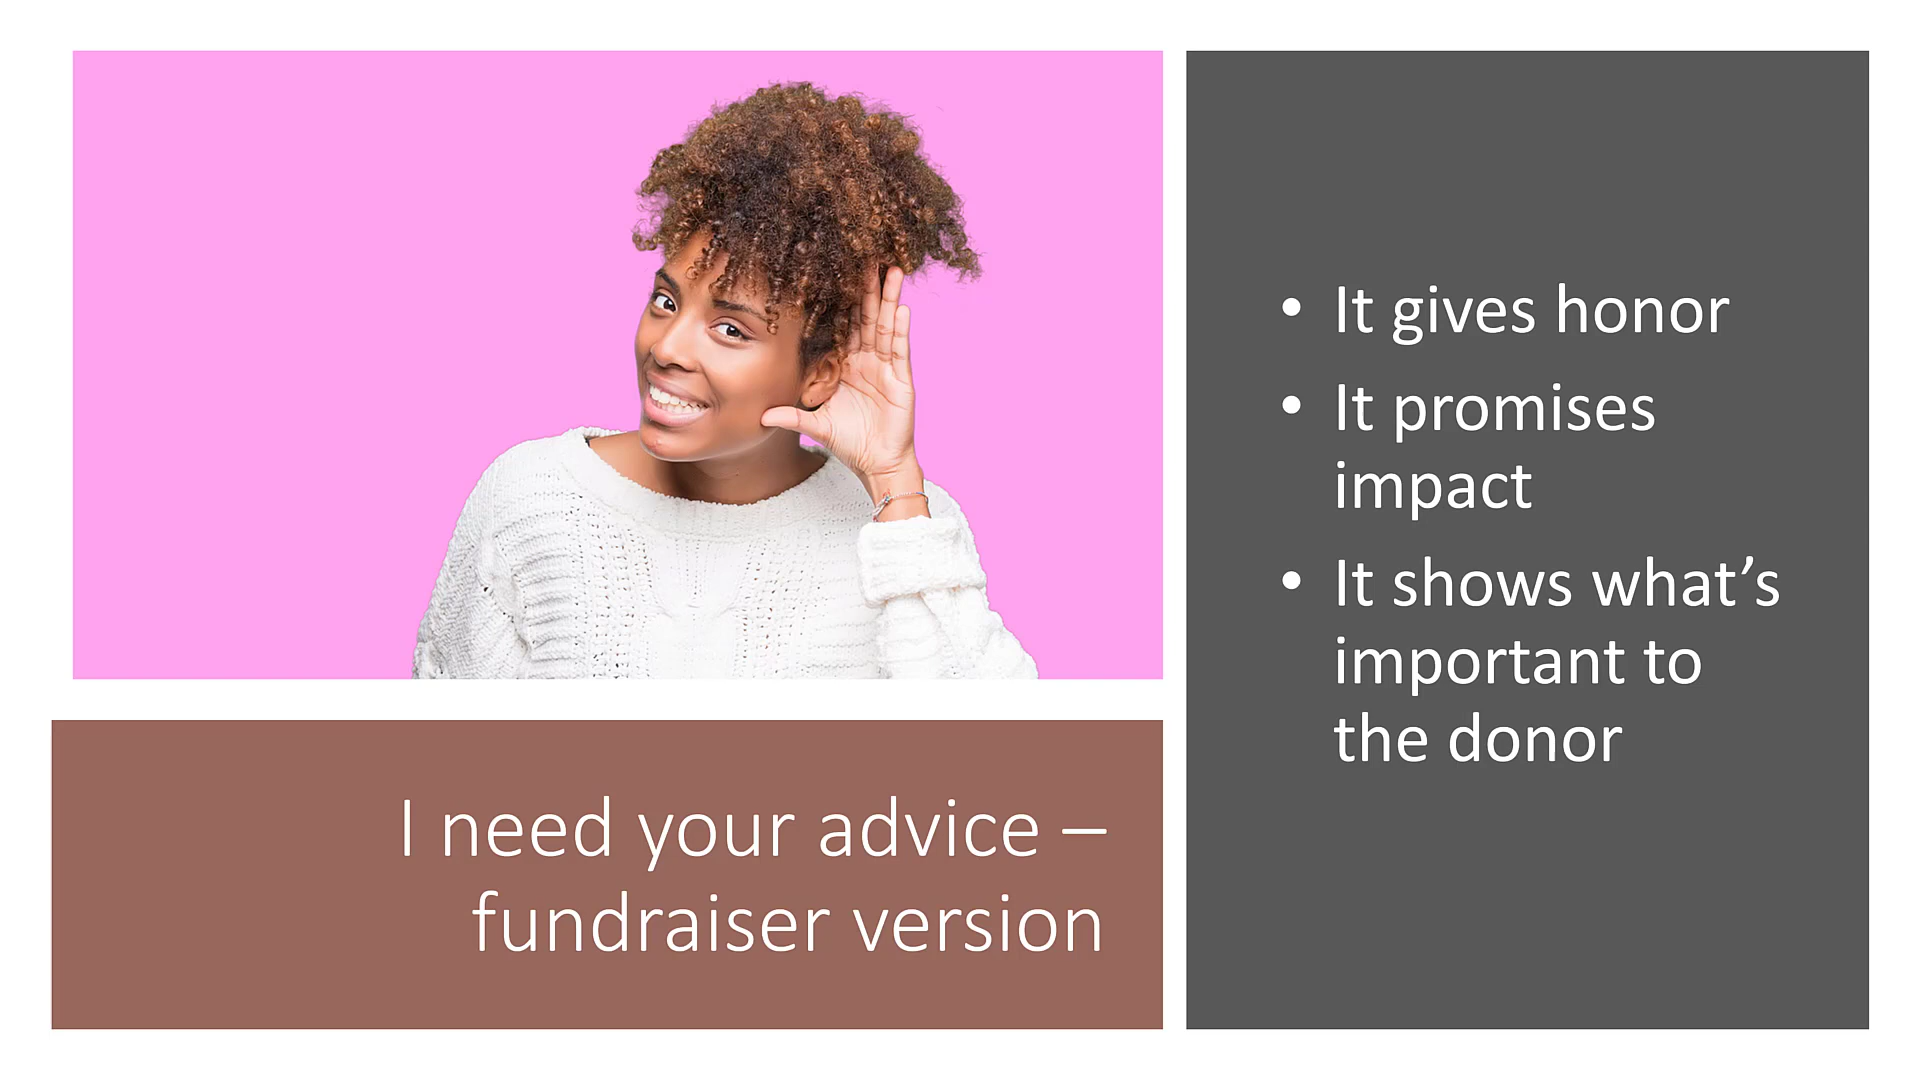 I need your advice –
fundraiser version
• It gives honor
• It promises
impact
• It shows what’s
important to
the donor